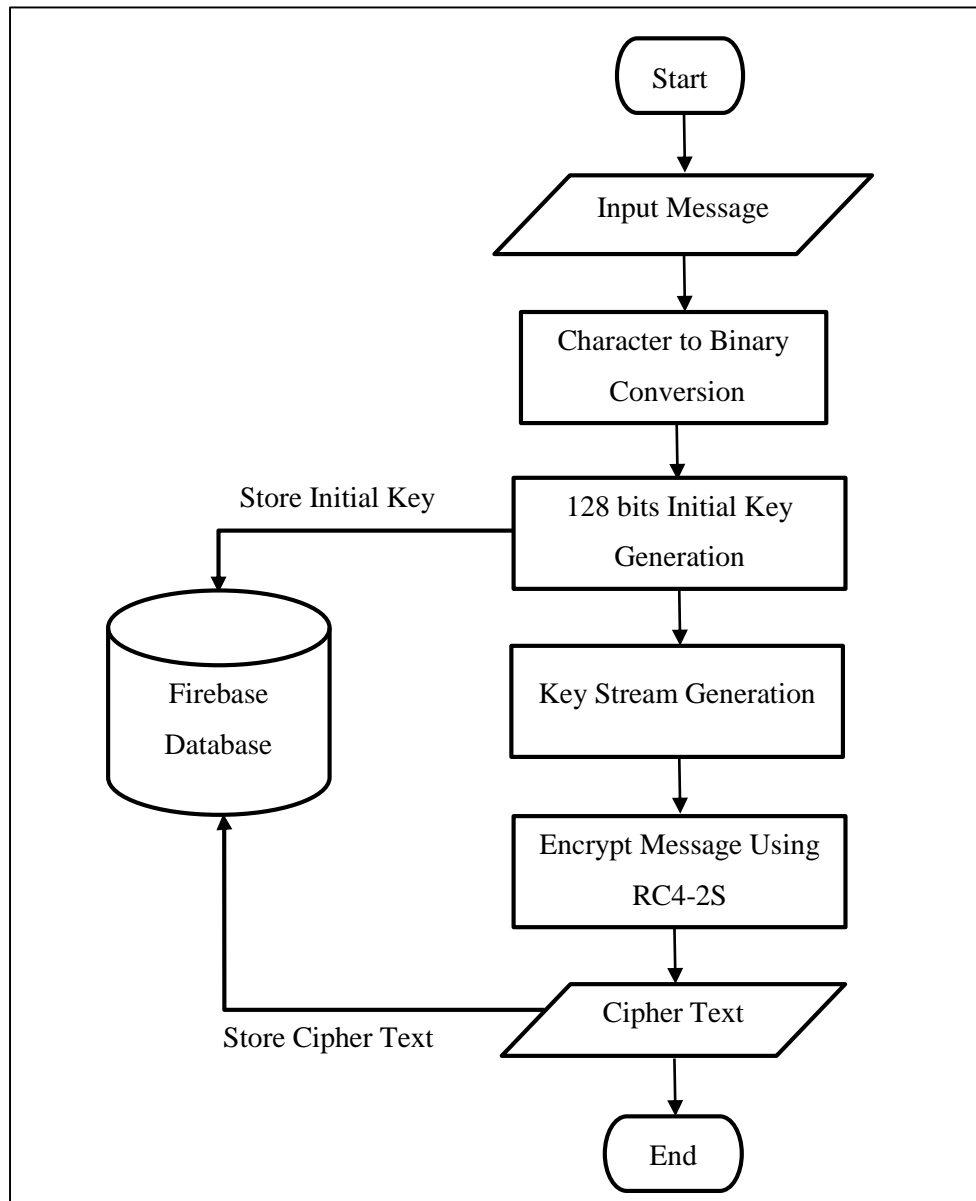 Start
Input Message
Character to Binary
Conversion
Store Initial Key
128 bits Initial Key
Generation
Firebase
Database
Key Stream Generation
Encrypt Message Using
RC4-2S
Cipher Text
Store Cipher Text
End